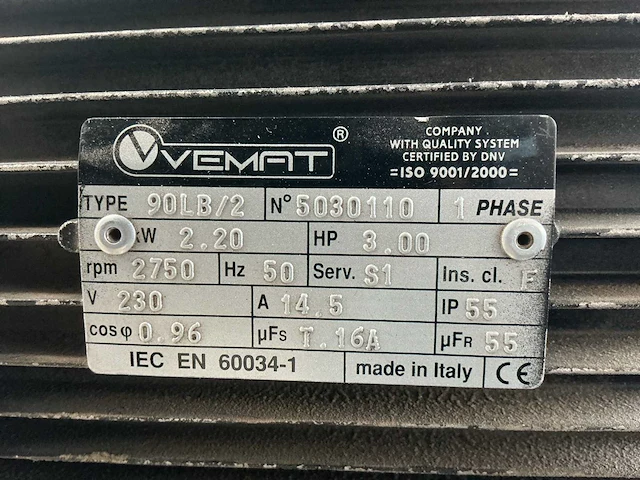 VEMAT ®
COMPANY
WITH QUALITY SYSTEM
CERTIFIED BY DNV
=ISO 9001/2000=
TYPE 90LB/2 N° 5030110 1 PHASE
kW 2.20 HP 3.00
rpm 2750 Hz 50 Serv. S1 Ins. cl. F
V 230 A 14.5 IP 55
cosφ 0.96 µFs T.16A µFR 55
IEC EN 60034-1 made in Italy CE